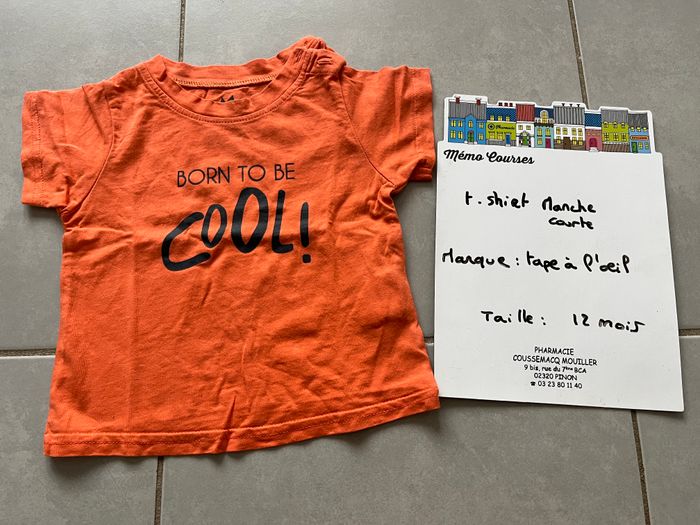 BORN TO BE
COOL!
Mémo Courses
Pharmacie
t. shirt Manche
courte
Marque : tape à l'oeil
Taille : 12 mois
PHARMACIE
COUSSEMACQ MOUILLER
9 bis, rue du 7ème BCA
02320 PINON
☎ 03 23 80 11 40